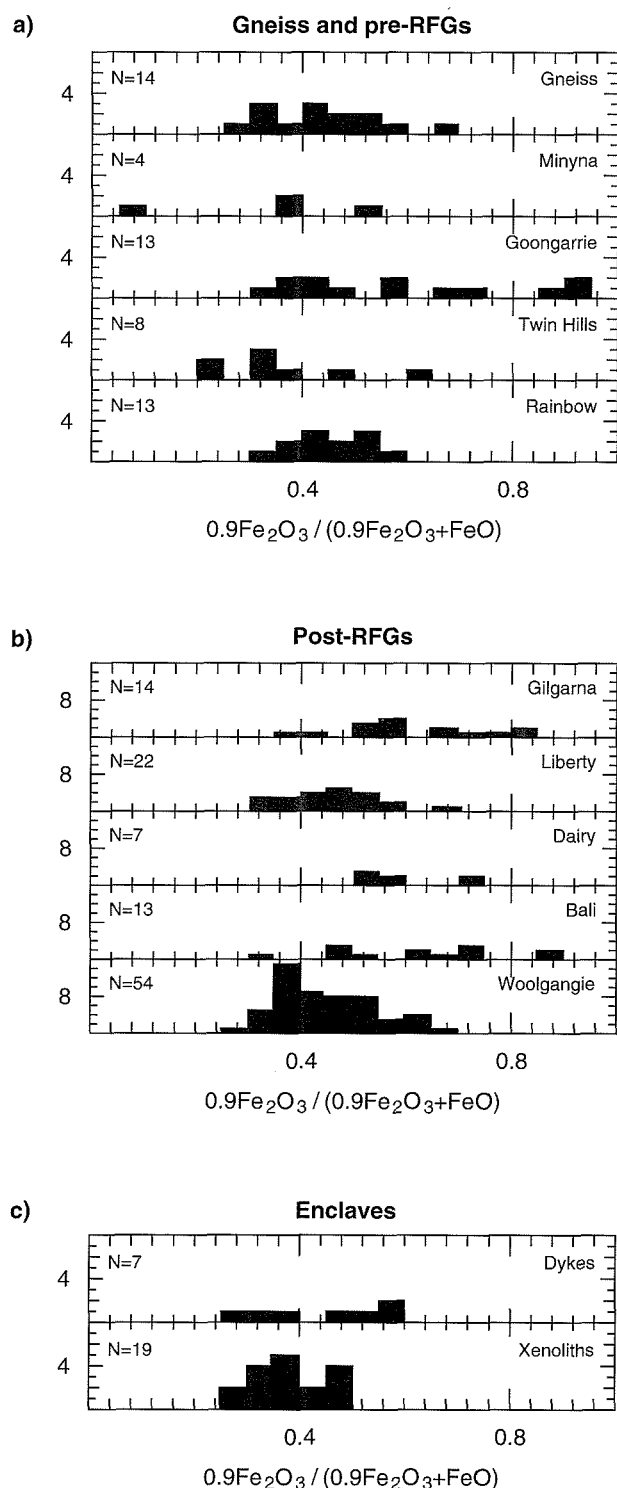 a) Gneiss and pre-RFGs
N=14 Gneiss
4
N=4 Minyna
4
N=13 Goongarrie
4
N=8 Twin Hills
4
N=13 Rainbow
4
0.4 0.8
0.9Fe₂O₃ / (0.9Fe₂O₃+FeO)
b) Post-RFGs
N=14 Gilgarna
8
N=22 Liberty
8
N=7 Dairy
8
N=13 Bali
8
N=54 Woolgangie
8
0.4 0.8
0.9Fe₂O₃ / (0.9Fe₂O₃+FeO)
c) Enclaves
N=7 Dykes
4
N=19 Xenoliths
4
0.4 0.8
0.9Fe₂O₃ / (0.9Fe₂O₃+FeO)